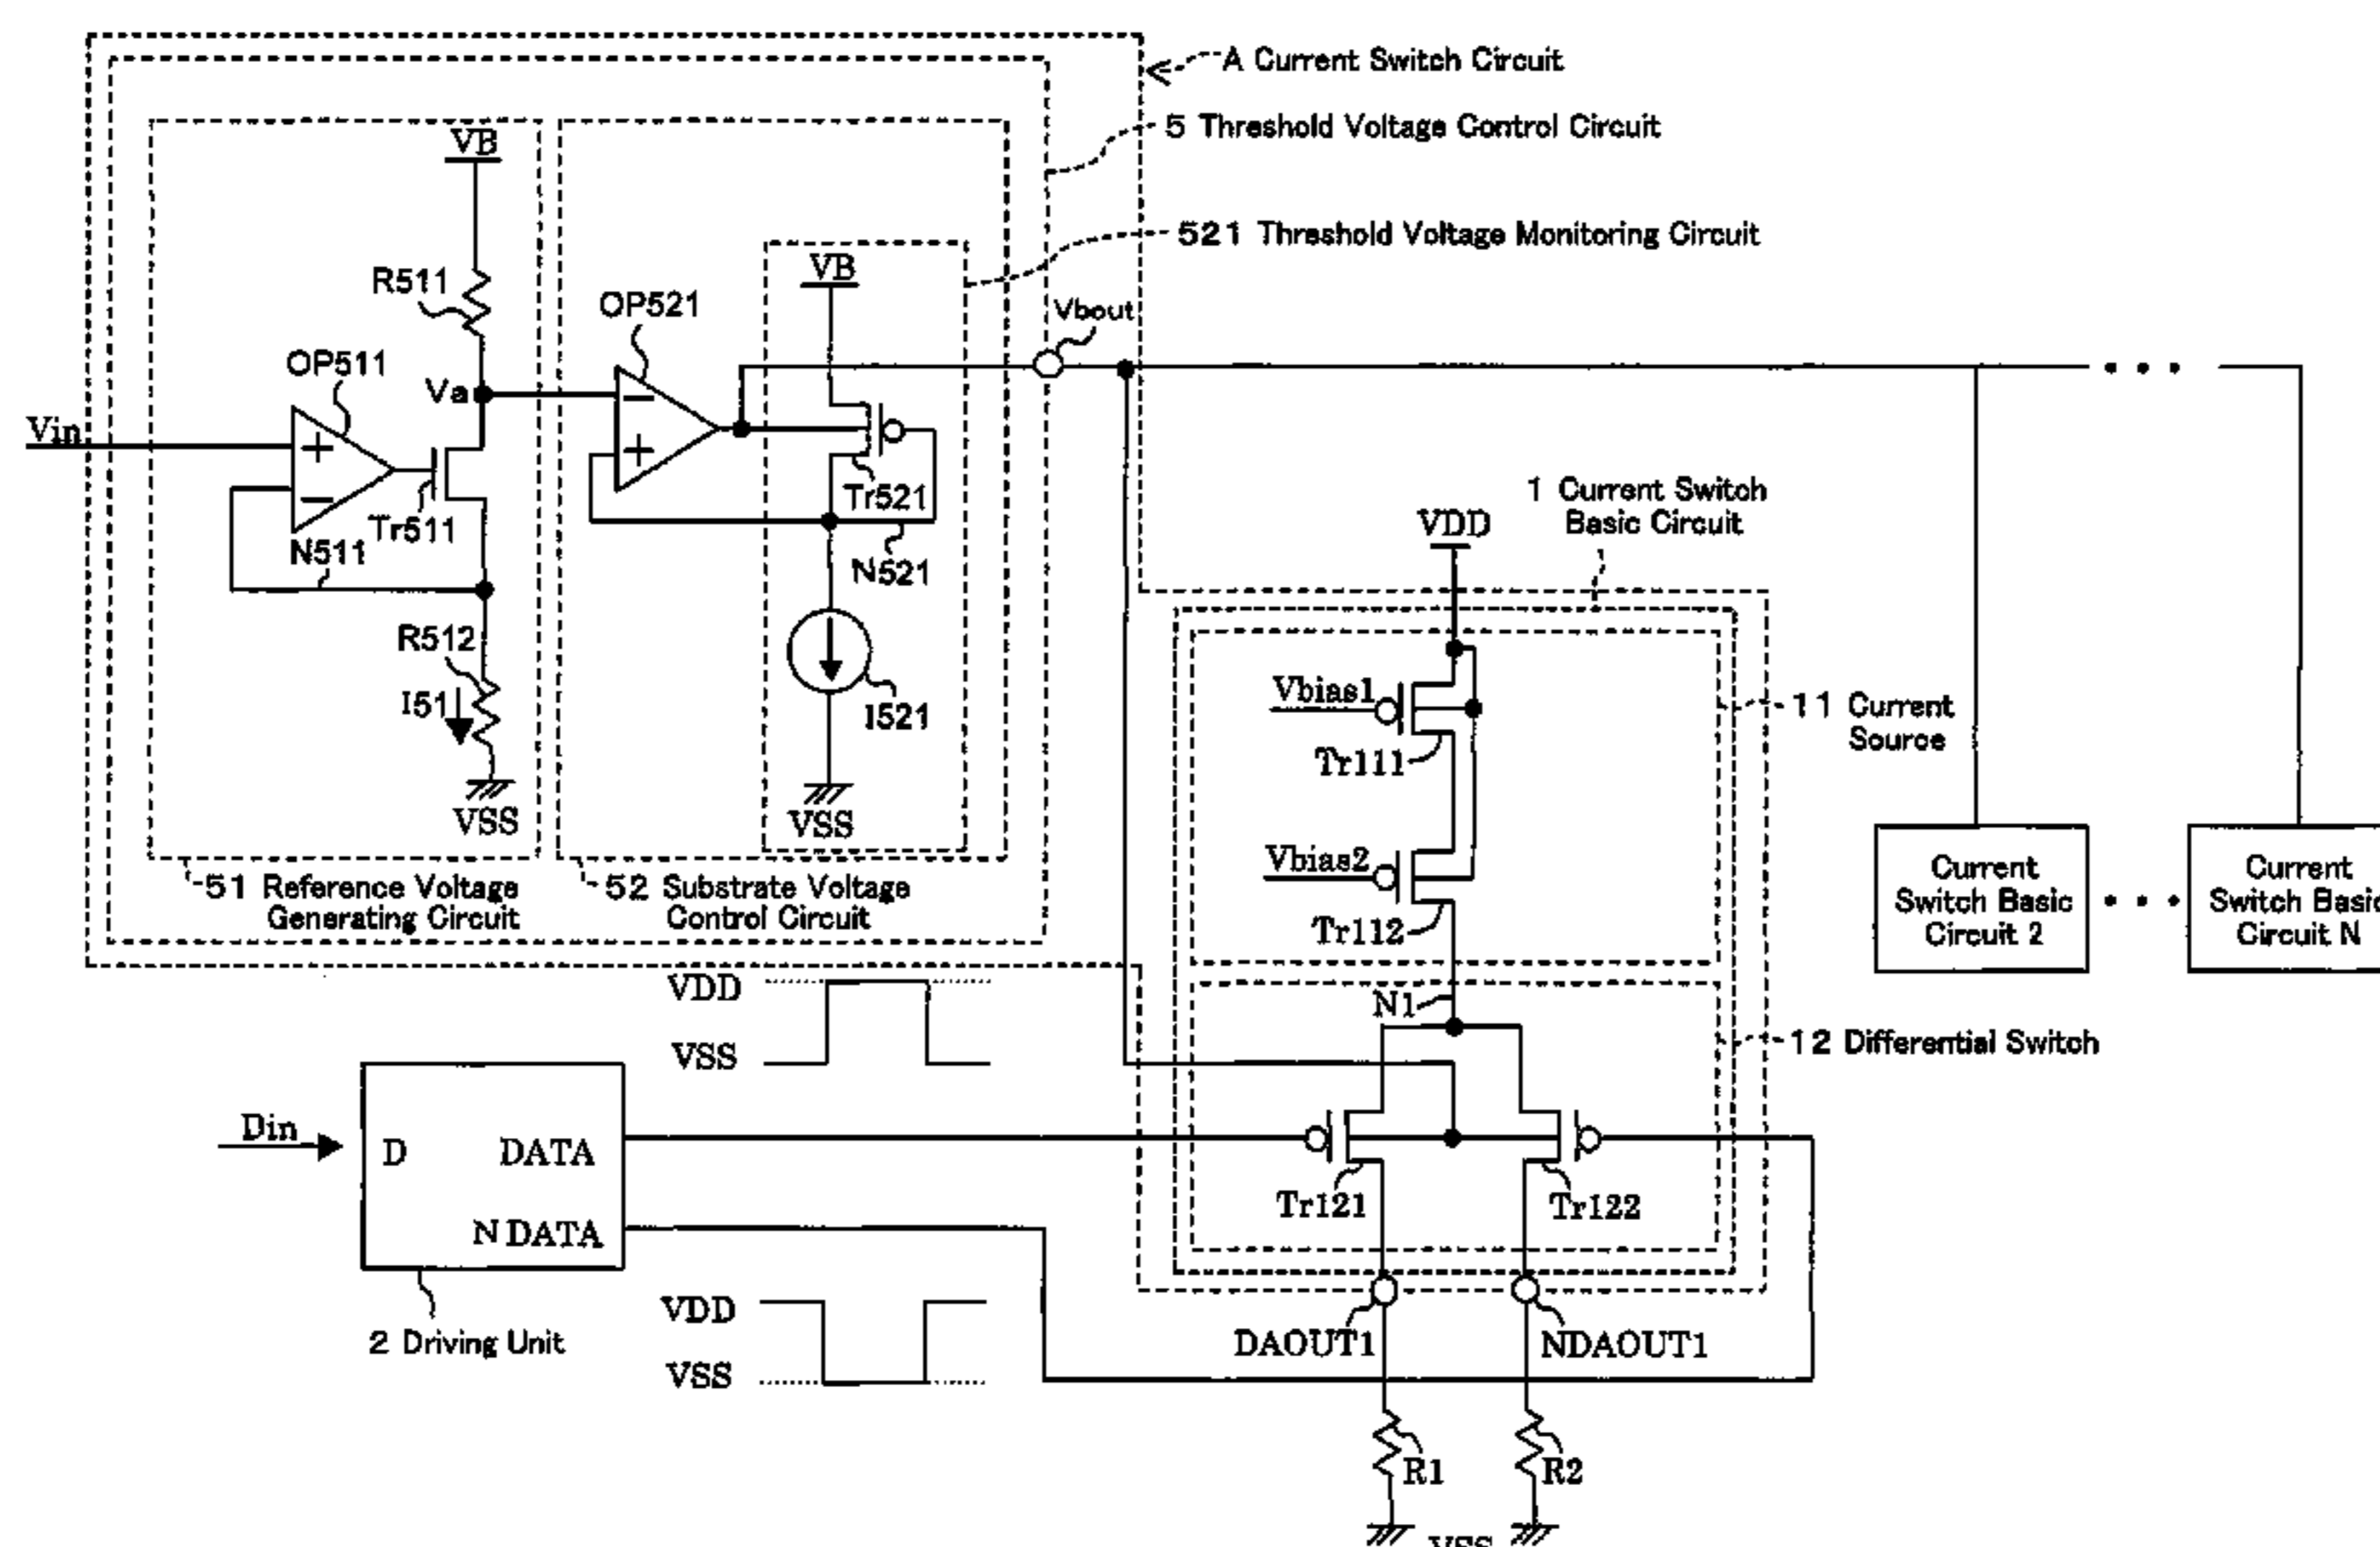 A Current Switch Circuit
5 Threshold Voltage Control Circuit
VB
521 Threshold Voltage Monitoring Circuit
VB
R511
OP521
Vbout
OP511
Va
Vin
+
−
−
+
Tr521
Tr511
N511
N521
1 Current Switch
Basic Circuit
VDD
R512
I51
I521
VSS
VSS
Vbias1
Tr111
11 Current
Source
51 Reference Voltage
Generating Circuit
52 Substrate Voltage
Control Circuit
Vbias2
Tr112
Current
Switch Basic
Circuit 2
Current
Switch Basic
Circuit N
VDD
VSS
N1
12 Differential Switch
Din
D
DATA
NDATA
Tr121
Tr122
VDD
VSS
2 Driving Unit
DAOUT1
NDAOUT1
R1
R2
VSS